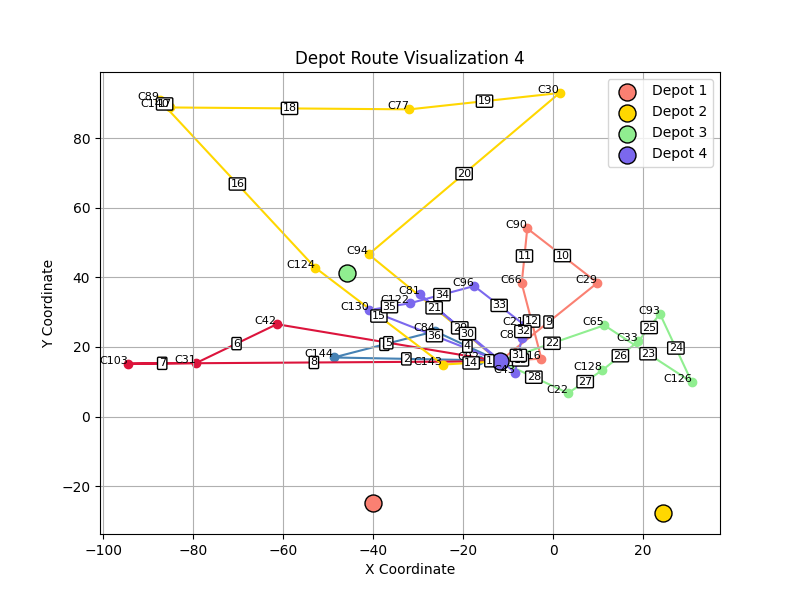 Depot Route Visualization 4
Depot 1
Depot 2
Depot 3
Depot 4
Y Coordinate
80
60
40
20
0
−20
−100
−80
−60
−40
−20
0
20
X Coordinate
C89
C140
18
C77
19
C30
16
20
C90
11
10
C94
C124
C66
C29
C96
C81
C122
34
C130
35
21
33
15
C93
C42
C21
12
9
C65
25
C84
36
30
32
6
5
4
22
C33
24
C144
2
31
26
23
C103
7
C31
8
C143
14
C128
C43
28
27
C126
C22